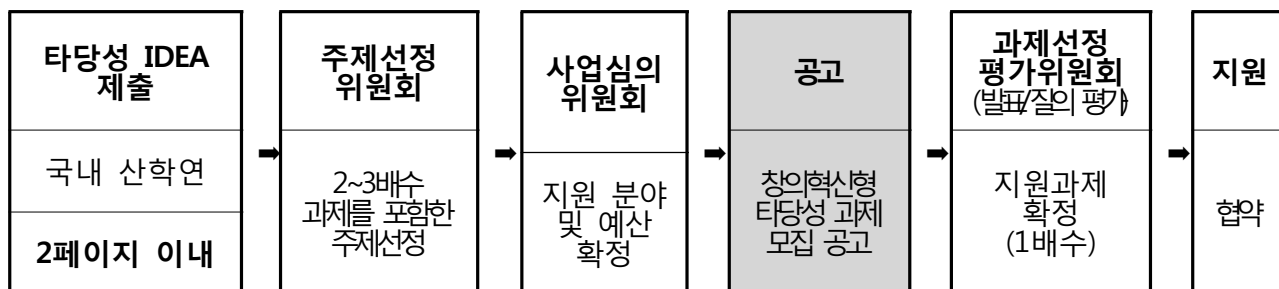 타당성 IDEA
제출
국내 산학연
2페이지 이내
➡
주제선정
위원회
2~3배수
과제를 포함한
주제선정
➡
사업심의
위원회
지원 분야
및 예산
확정
➡
공고
창의혁신형
타당성 과제
모집 공고
➡
과제선정
평가위원회
(발표/질의 평가)
지원과제
확정
(1배수)
➡
지원
협약